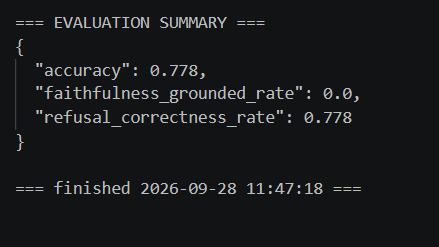 === EVALUATION SUMMARY ===
{
  "accuracy": 0.778,
  "faithfulness_grounded_rate": 0.0,
  "refusal_correctness_rate": 0.778
}
=== finished 2026-09-28 11:47:18 ===